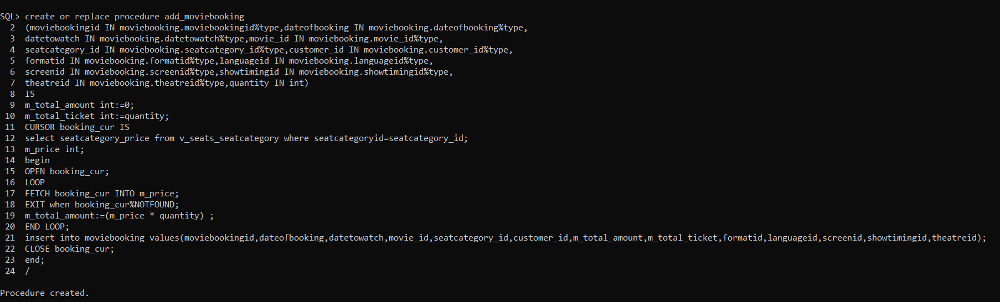 SQL> create or replace procedure add_moviebooking
2 (moviebookingid IN moviebooking.moviebookingid%type,dateofbooking IN moviebooking.dateofbooking%type,
3 datetowatch IN moviebooking.datetowatch%type,movie_id IN moviebooking.movie_id%type,
4 seatcategory_id IN moviebooking.seatcategory_id%type,customer_id IN moviebooking.customer_id%type,
5 formatid IN moviebooking.formatid%type,languageid IN moviebooking.languageid%type,
6 screenid IN moviebooking.screenid%type,showtimingid IN moviebooking.showtimingid%type,
7 theatreid IN moviebooking.theatreid%type,quantity IN int)
8 IS
9 m_total_amount int:=0;
10 m_total_ticket int:=quantity;
11 CURSOR booking_cur IS
12 select seatcategory_price from v_seats_seatcategory where seatcategoryid=seatcategory_id;
13 m_price int;
14 begin
15 OPEN booking_cur;
16 LOOP
17 FETCH booking_cur INTO m_price;
18 EXIT when booking_cur%NOTFOUND;
19 m_total_amount:=(m_price * quantity) ;
20 END LOOP;
21 insert into moviebooking values(moviebookingid,dateofbooking,datetowatch,movie_id,seatcategory_id,customer_id,m_total_amount,m_total_ticket,formatid,languageid,screenid,showtimingid,theatreid);
22 CLOSE booking_cur;
23 end;
24 /
Procedure created.